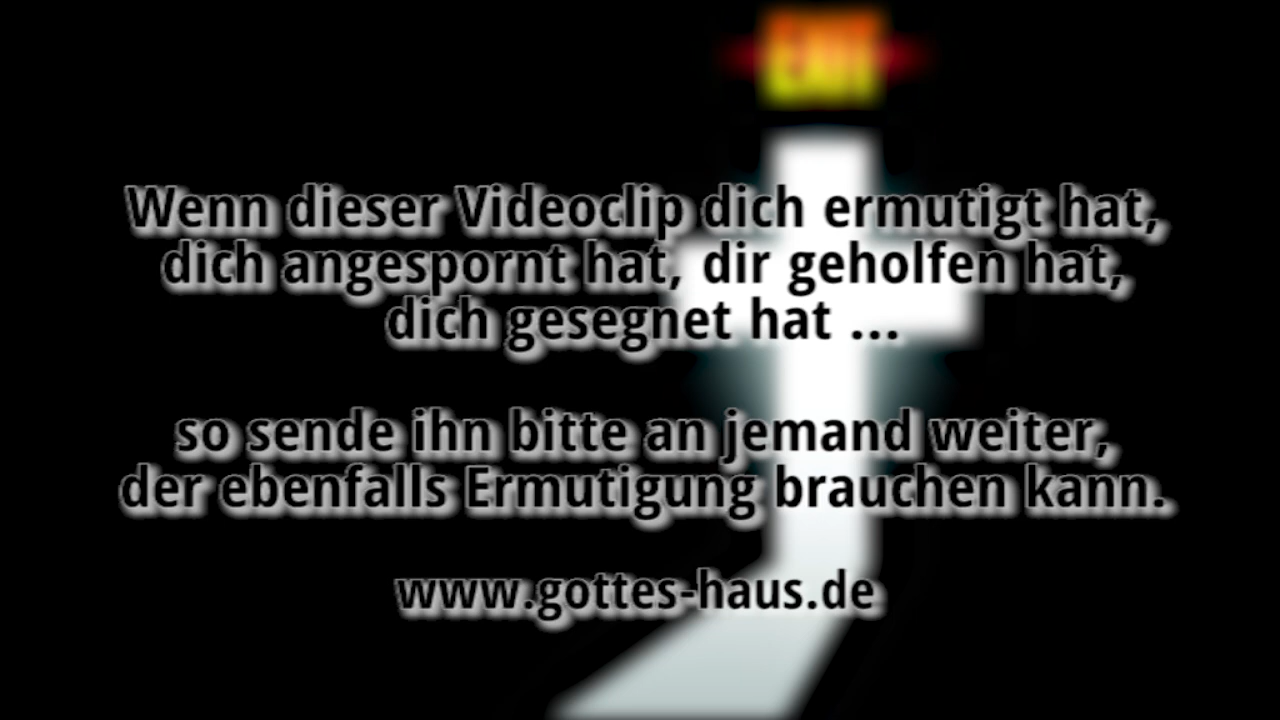 EXIT
Wenn dieser Videoclip dich ermutigt hat,
dich angespornt hat, dir geholfen hat,
dich gesegnet hat ...
so sende ihn bitte an jemand weiter,
der ebenfalls Ermutigung brauchen kann.
www.gottes-haus.de